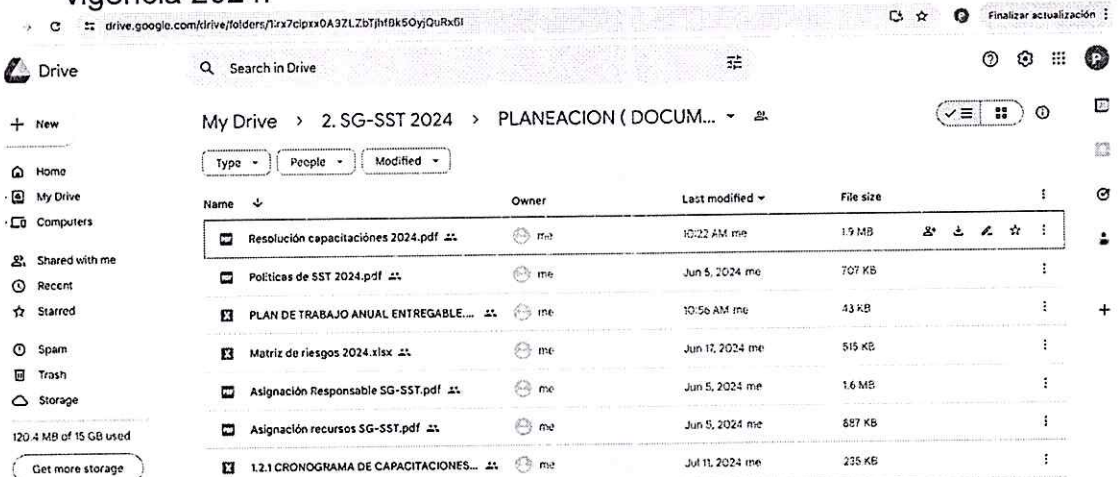 vigencia 2024.
drive.google.com/drive/folders/
Finalizar actualización
Drive
Search in Drive
P
New
My Drive > 2. SG-SST 2024 > PLANEACION ( DOCUM...
Type People Modified
Home
My Drive
Computers
Shared with me
Recent
Starred
Spam
Trash
Storage
120.4 MB of 15 GB used
Get more storage
Name Owner Last modified File size
Resolución capacitaciónes 2024.pdf me 10:22 AM me 1.9 MB
Políticas de SST 2024.pdf me Jun 5, 2024 me 707 KB
PLAN DE TRABAJO ANUAL ENTREGABLE.... me 10:56 AM me 43 KB
Matriz de riesgos 2024.xlsx me Jun 17, 2024 me 515 KB
Asignación Responsable SG-SST.pdf me Jun 5, 2024 me 1.6 MB
Asignación recursos SG-SST.pdf me Jun 5, 2024 me 887 KB
1.2.1 CRONOGRAMA DE CAPACITACIONES... me Jul 11, 2024 me 235 KB